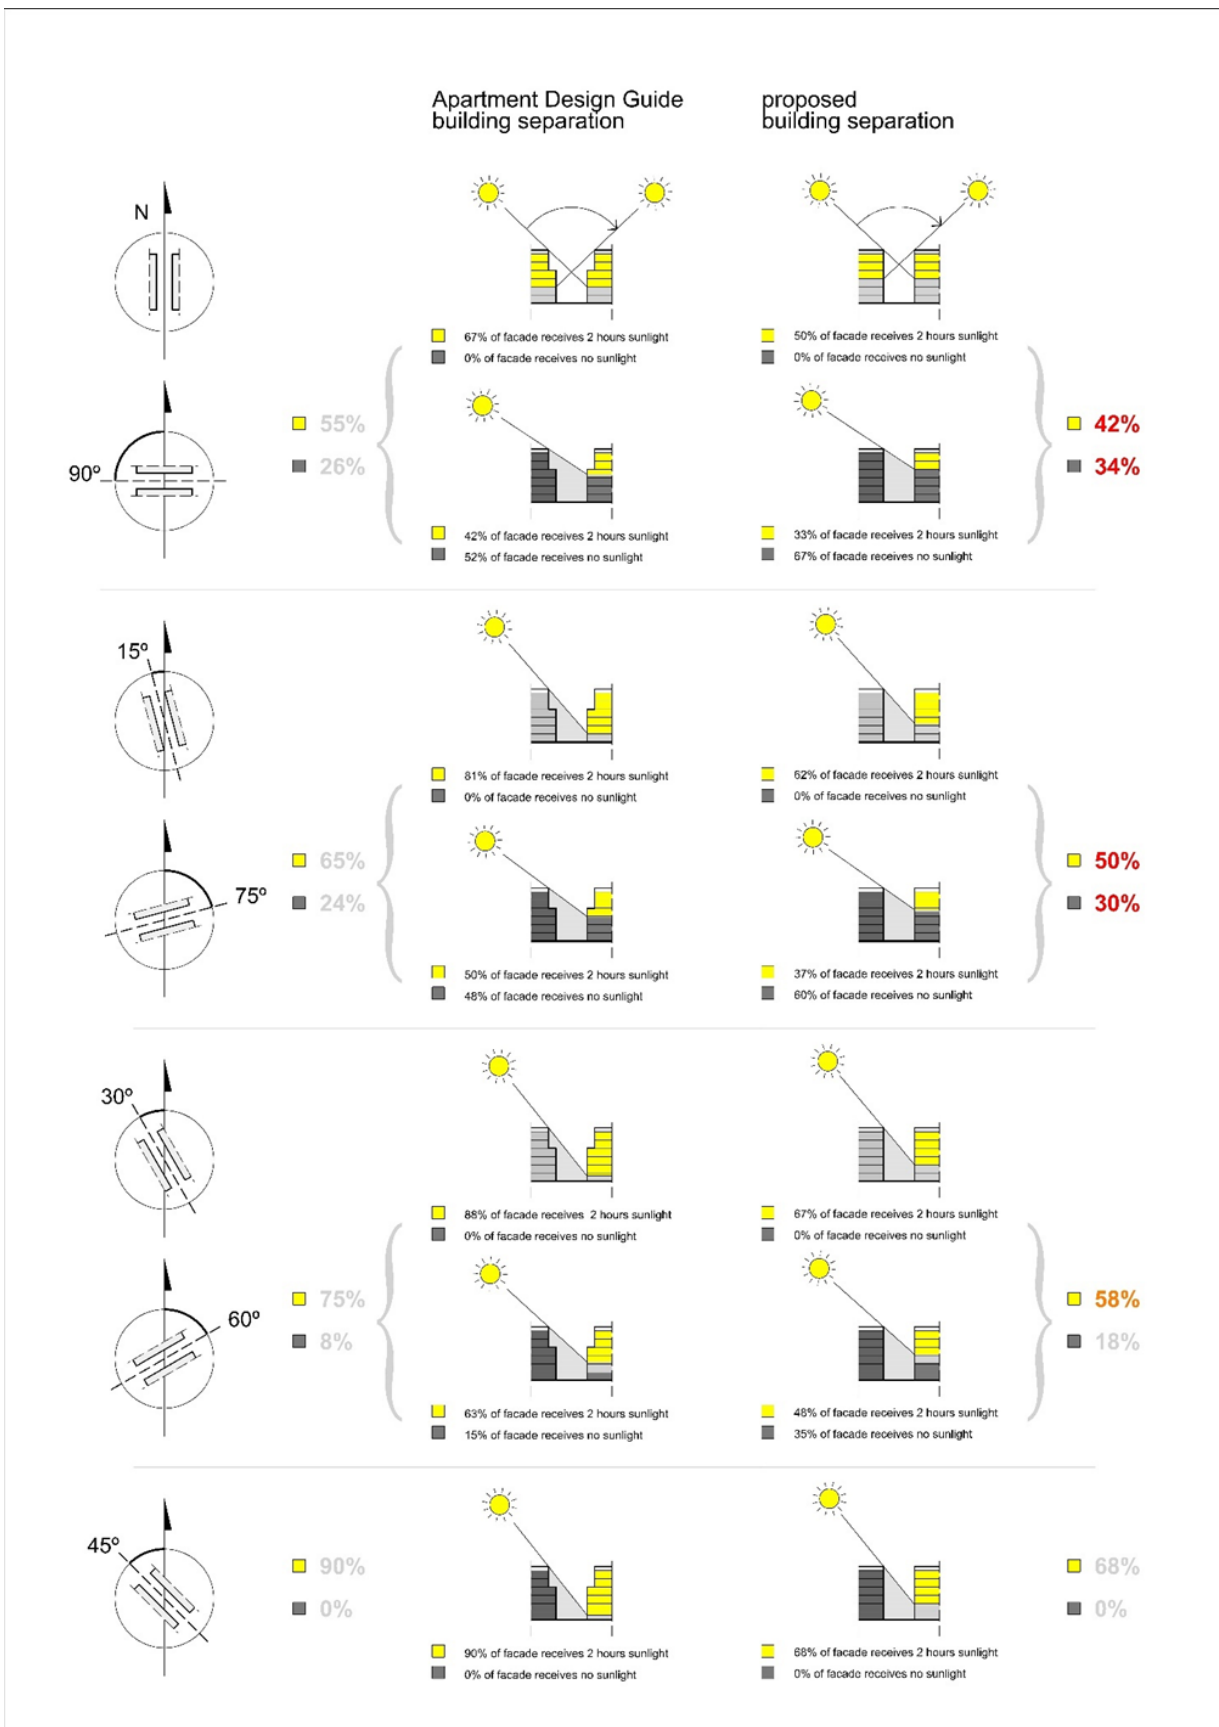 Apartment Design Guide
building separation
proposed
building separation
N
67% of facade receives 2 hours sunlight
0% of facade receives no sunlight
50% of facade receives 2 hours sunlight
0% of facade receives no sunlight
90º
55%
26%
42%
34%
42% of facade receives 2 hours sunlight
52% of facade receives no sunlight
33% of facade receives 2 hours sunlight
67% of facade receives no sunlight
15º
81% of facade receives 2 hours sunlight
0% of facade receives no sunlight
62% of facade receives 2 hours sunlight
0% of facade receives no sunlight
75º
65%
24%
50%
30%
50% of facade receives 2 hours sunlight
48% of facade receives no sunlight
37% of facade receives 2 hours sunlight
60% of facade receives no sunlight
30º
88% of facade receives 2 hours sunlight
0% of facade receives no sunlight
67% of facade receives 2 hours sunlight
0% of facade receives no sunlight
60º
75%
8%
58%
18%
63% of facade receives 2 hours sunlight
15% of facade receives no sunlight
48% of facade receives 2 hours sunlight
35% of facade receives no sunlight
45º
90%
0%
68%
0%
90% of facade receives 2 hours sunlight
0% of facade receives no sunlight
68% of facade receives 2 hours sunlight
0% of facade receives no sunlight